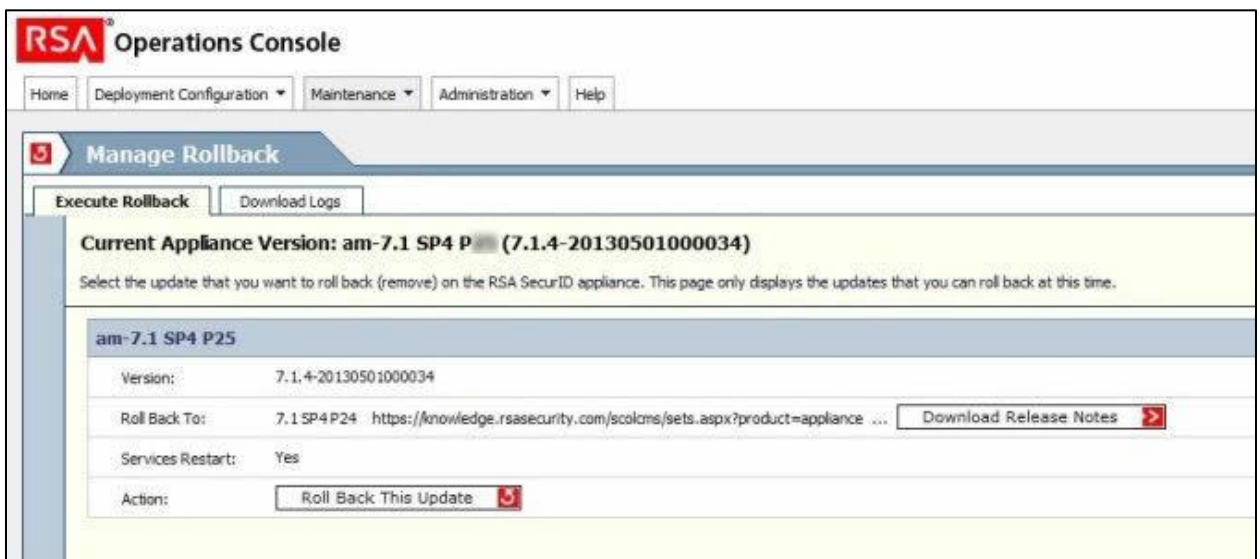 RSA® Operations Console
Home Deployment Configuration Maintenance Administration Help
Manage Rollback
Execute Rollback Download Logs
Current Appliance Version: am-7.1 SP4 P (7.1.4-20130501000034)
Select the update that you want to roll back (remove) on the RSA SecurID appliance. This page only displays the updates that you can roll back at this time.
am-7.1 SP4 P25
Version: 7.1.4-20130501000034
Roll Back To: 7.1 SP4 P24 https://knowledge.rsasecurity.com/scolcms/sets.aspx?product=appliance ... Download Release Notes
Services Restart: Yes
Action: Roll Back This Update